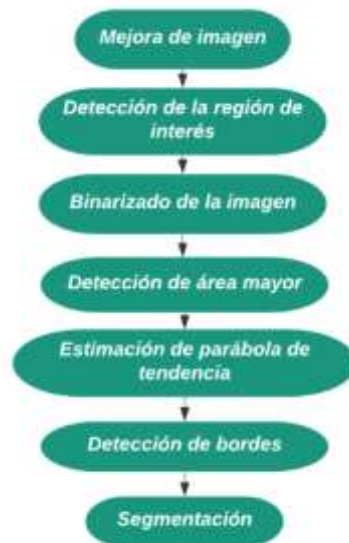 Mejora de imagen
Detección de la región de
interés
Binarizado de la imagen
Detección de área mayor
Estimación de parábola de
tendencia
Detección de bordes
Segmentación